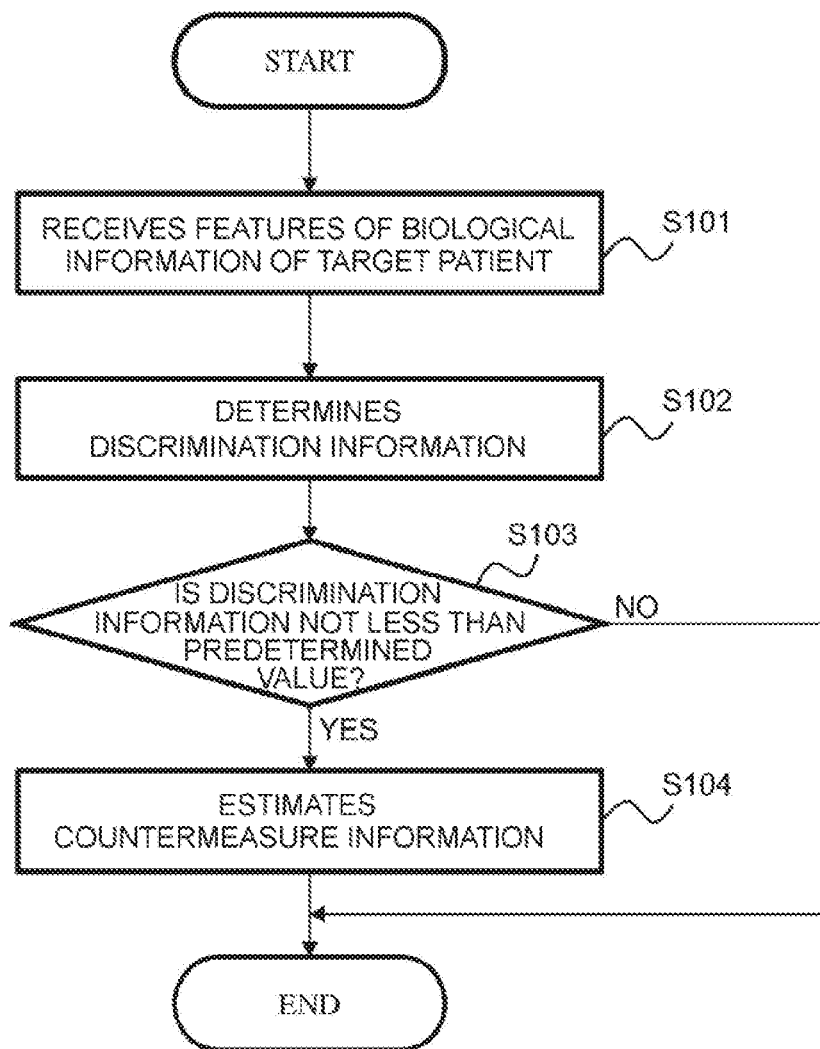 START
RECEIVES FEATURES OF BIOLOGICAL
INFORMATION OF TARGET PATIENT
S101
DETERMINES
DISCRIMINATION INFORMATION
S102
S103
IS DISCRIMINATION
INFORMATION NOT LESS THAN
PREDETERMINED
VALUE?
NO
YES
ESTIMATES
COUNTERMEASURE INFORMATION
S104
END